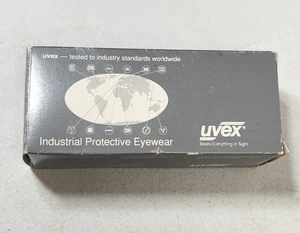 uvex — tested to industry standards worldwide
Industrial Protective Eyewear
uvex®
Beats Everything in Sight.